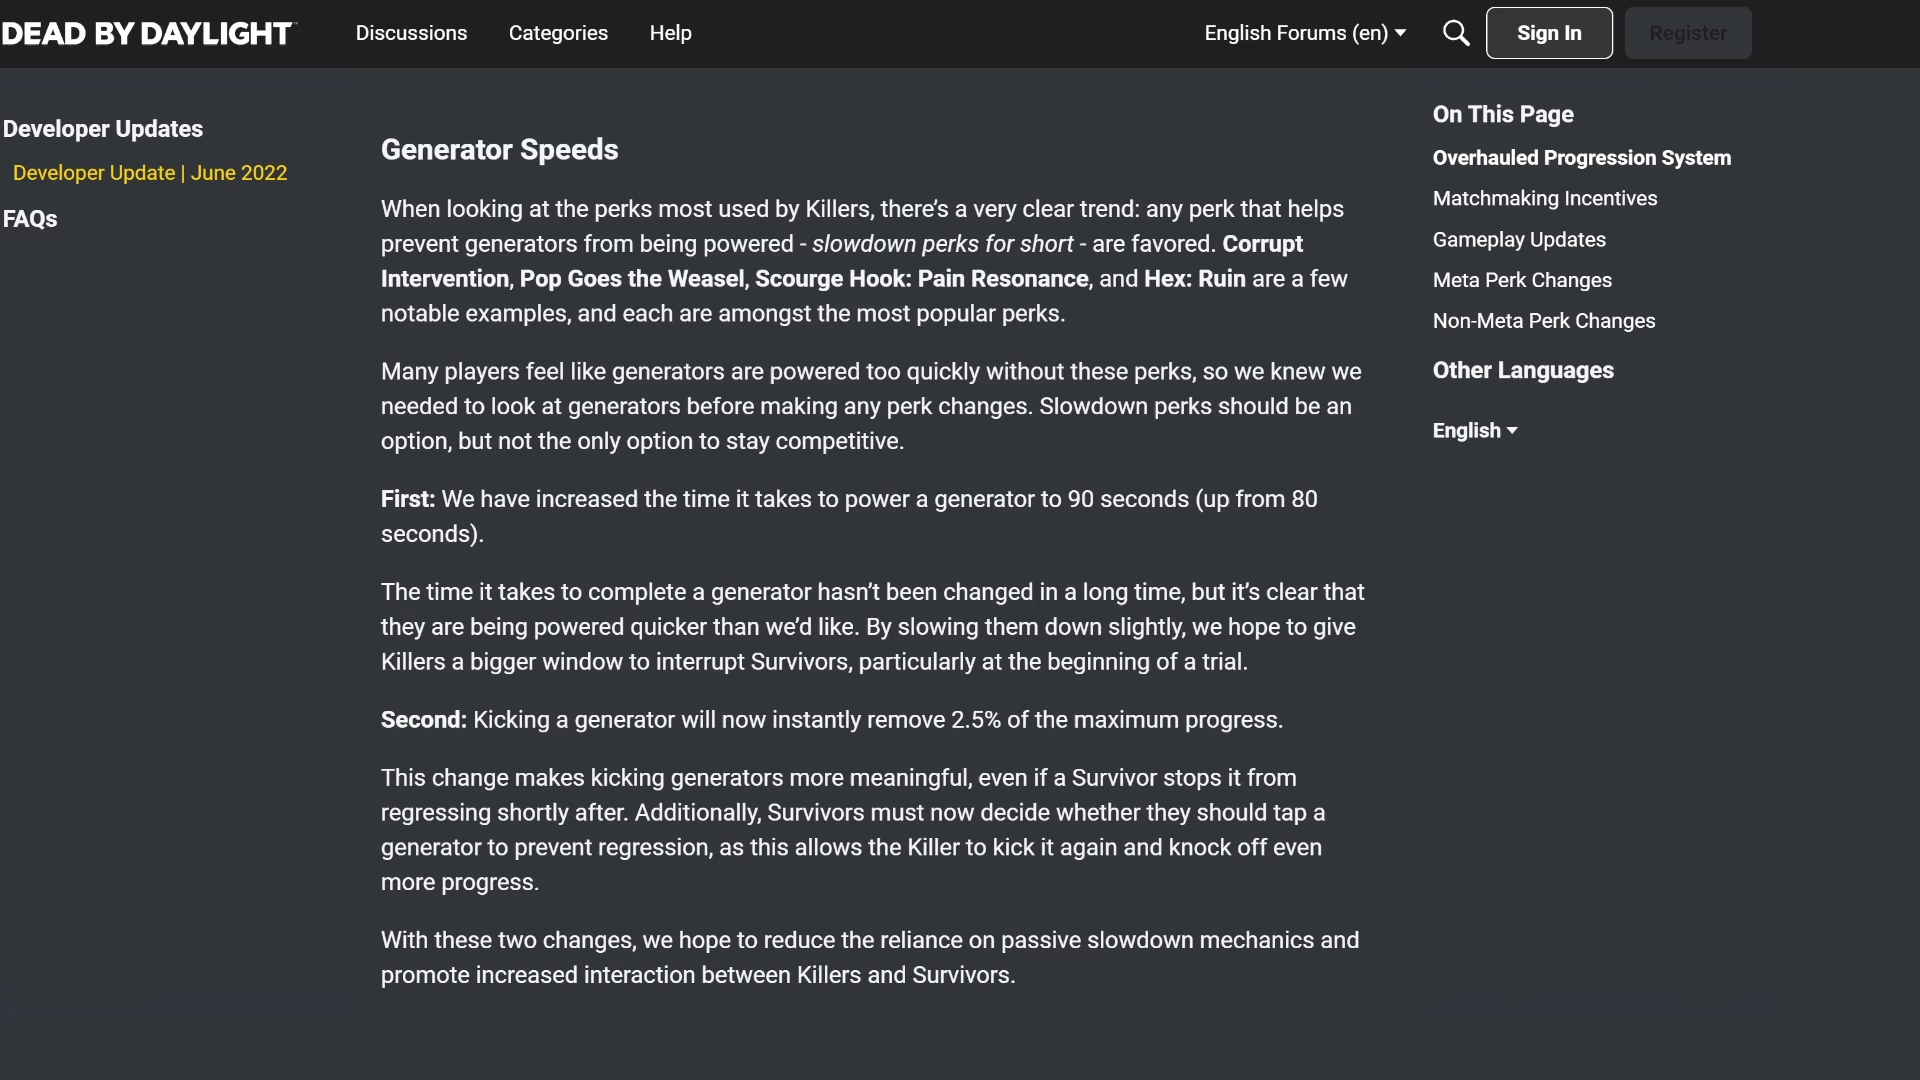 DEAD BY DAYLIGHT™
Discussions
Categories
Help
English Forums (en)
Sign In
Register
Developer Updates
Developer Update | June 2022
FAQs
Generator Speeds
When looking at the perks most used by Killers, there’s a very clear trend: any perk that helps
prevent generators from being powered - slowdown perks for short - are favored. Corrupt
Intervention, Pop Goes the Weasel, Scourge Hook: Pain Resonance, and Hex: Ruin are a few
notable examples, and each are amongst the most popular perks.
Many players feel like generators are powered too quickly without these perks, so we knew we
needed to look at generators before making any perk changes. Slowdown perks should be an
option, but not the only option to stay competitive.
First: We have increased the time it takes to power a generator to 90 seconds (up from 80
seconds).
The time it takes to complete a generator hasn’t been changed in a long time, but it’s clear that
they are being powered quicker than we’d like. By slowing them down slightly, we hope to give
Killers a bigger window to interrupt Survivors, particularly at the beginning of a trial.
Second: Kicking a generator will now instantly remove 2.5% of the maximum progress.
This change makes kicking generators more meaningful, even if a Survivor stops it from
regressing shortly after. Additionally, Survivors must now decide whether they should tap a
generator to prevent regression, as this allows the Killer to kick it again and knock off even
more progress.
With these two changes, we hope to reduce the reliance on passive slowdown mechanics and
promote increased interaction between Killers and Survivors.
On This Page
Overhauled Progression System
Matchmaking Incentives
Gameplay Updates
Meta Perk Changes
Non-Meta Perk Changes
Other Languages
English